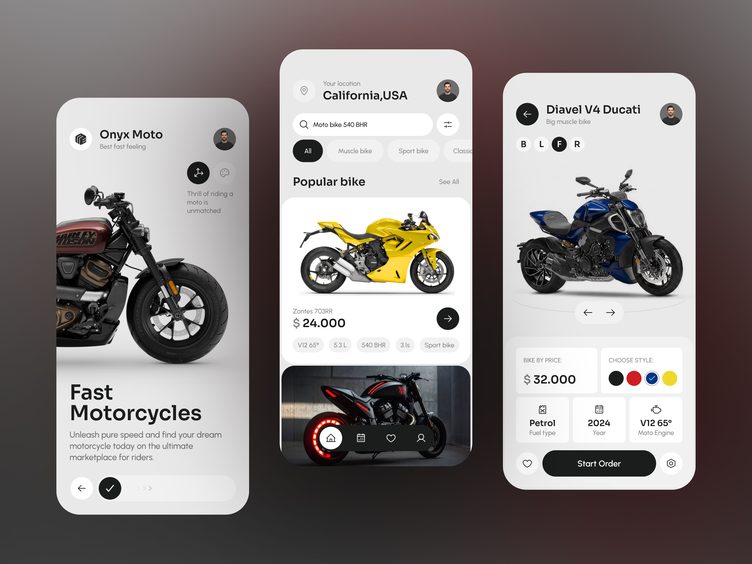 Onyx Moto
Best fast feeling
Thrill of riding a
moto is
unmatched
HARLEY
DAVIDSON
Fast
Motorcycles
Unleash pure speed and find your dream
motorcycle today on the ultimate
marketplace for riders.
Your location
California,USA
Moto bike 540 BHR
All
Muscle bike
Sport bike
Classic
Popular bike
See All
Zontes 703RR
$ 24.000
V12 65°
5.3 L
540 BHR
3.1s
Sport bike
Diavel V4 Ducati
Big muscle bike
B L F R
BIKE BY PRICE:
$ 32.000
CHOOSE STYLE:
Petrol
Fuel type
2024
Year
V12 65°
Moto Engine
Start Order